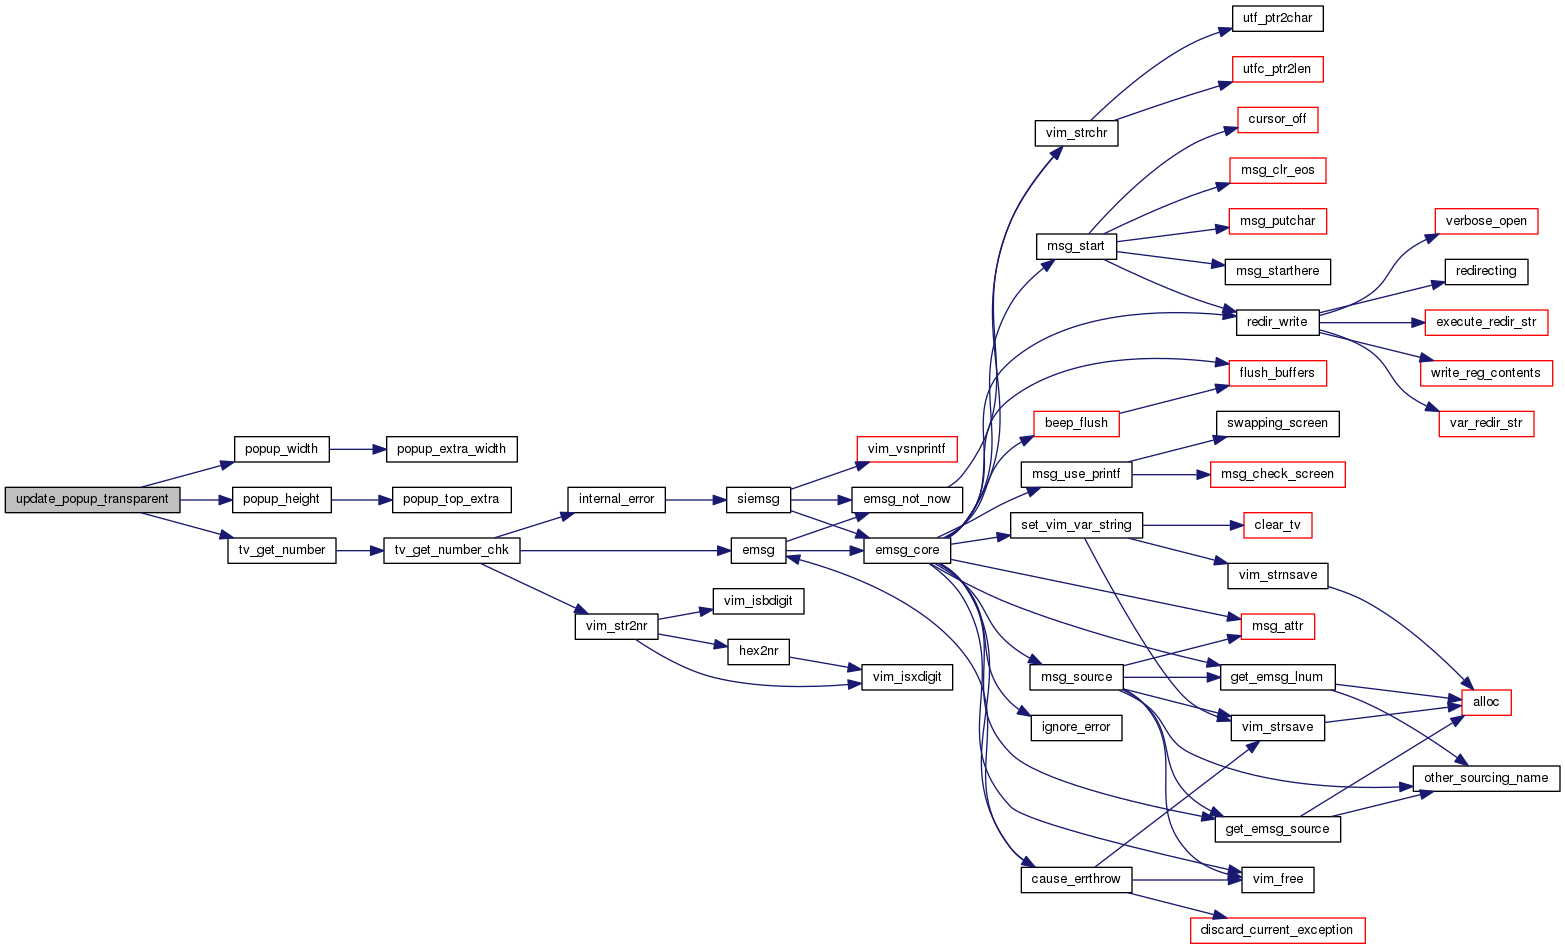 utf_ptr2char
utfc_ptr2len
cursor_off
vim_strchr
msg_clr_eos
msg_putchar
verbose_open
msg_start
msg_starthere
redirecting
redir_write
execute_redir_str
flush_buffers
write_reg_contents
beep_flush
swapping_screen
var_redir_str
popup_width
popup_extra_width
vim_vsnprintf
msg_use_printf
msg_check_screen
update_popup_transparent
popup_height
popup_top_extra
internal_error
siemsg
emsg_not_now
set_vim_var_string
clear_tv
tv_get_number
tv_get_number_chk
emsg
emsg_core
vim_strnsave
vim_isbdigit
vim_str2nr
msg_attr
hex2nr
vim_isxdigit
msg_source
get_emsg_lnum
alloc
ignore_error
vim_strsave
other_sourcing_name
get_emsg_source
cause_errthrow
vim_free
discard_current_exception